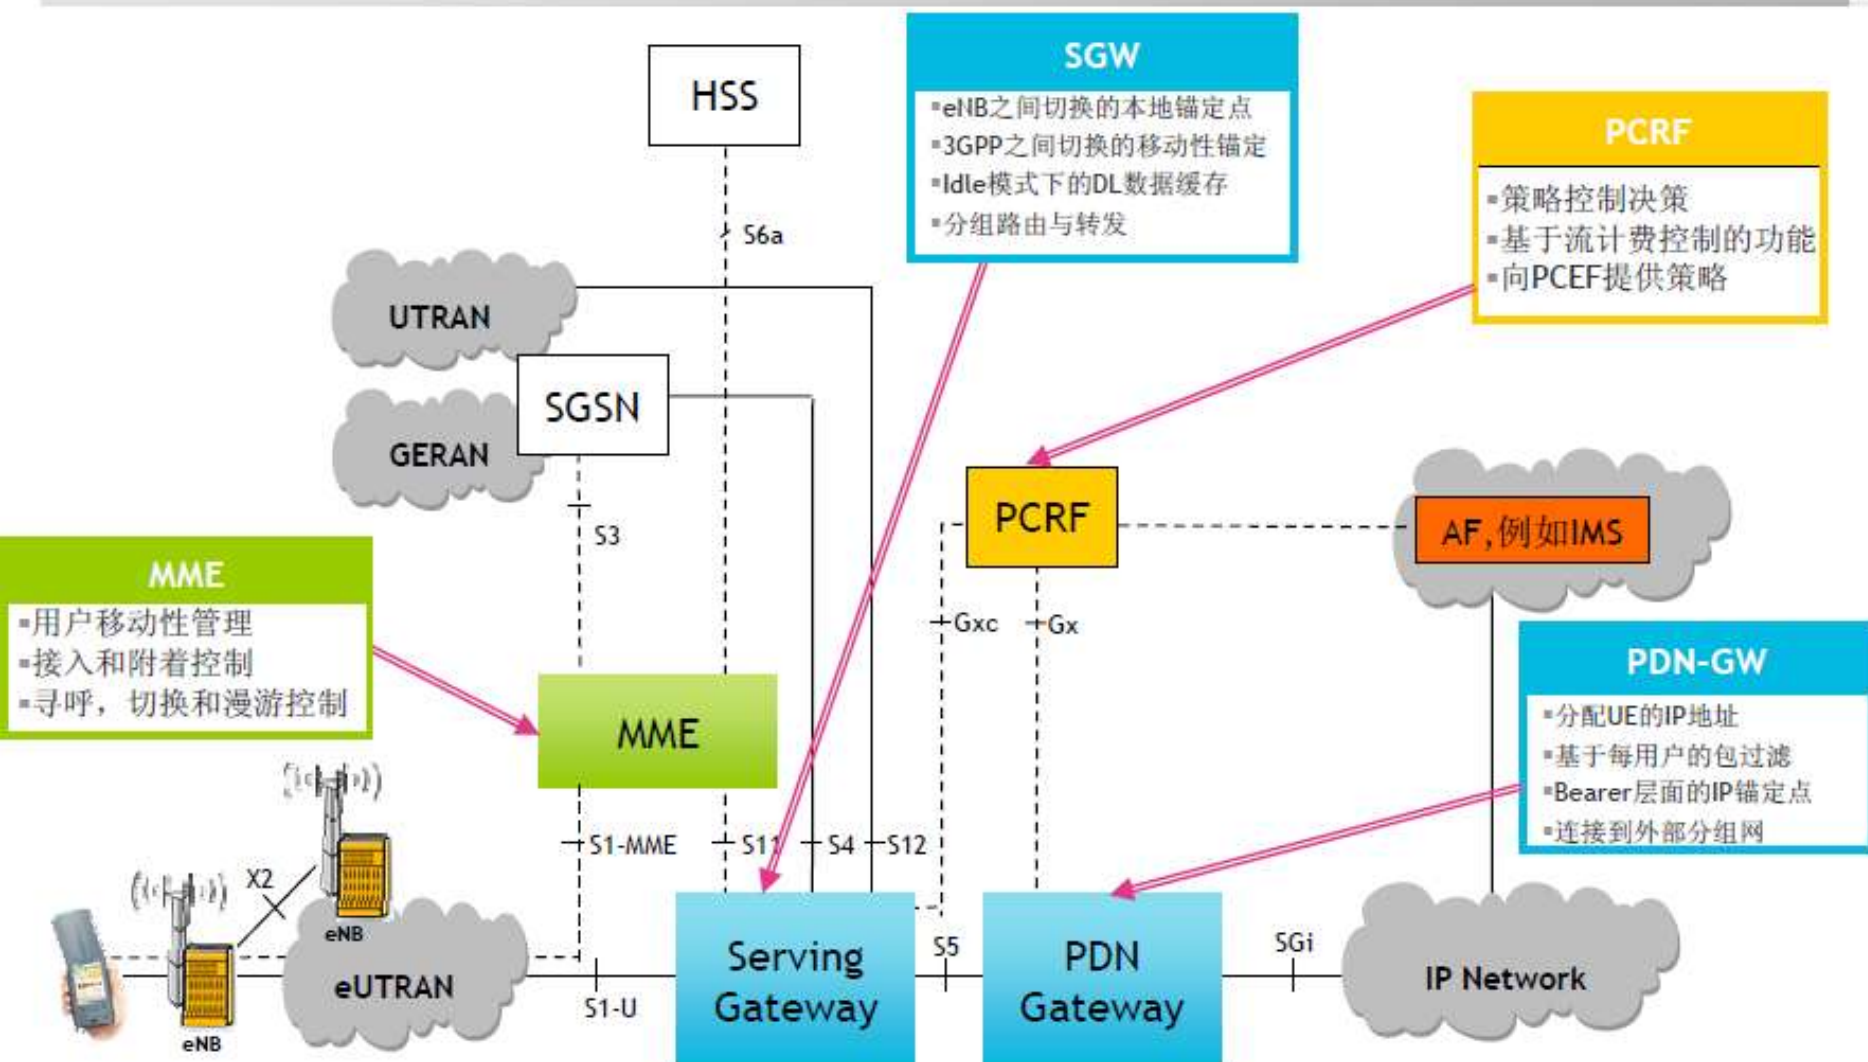 HSS
S6a
SGW
▪eNB之间切换的本地锚定点
▪3GPP之间切换的移动性锚定
▪Idle模式下的DL数据缓存
▪分组路由与转发
PCRF
▪策略控制决策
▪基于流计费控制的功能
▪向PCEF提供策略
UTRAN
SGSN
GERAN
S3
PCRF
AF,例如IMS
Gxc
Gx
MME
▪用户移动性管理
▪接入和附着控制
▪寻呼，切换和漫游控制
MME
PDN-GW
▪分配UE的IP地址
▪基于每用户的包过滤
▪Bearer层面的IP锚定点
▪连接到外部分组网
S1-MME
S11
S4
S12
X2
eNB
eNB
eUTRAN
S1-U
Serving
Gateway
S5
PDN
Gateway
SGi
IP Network